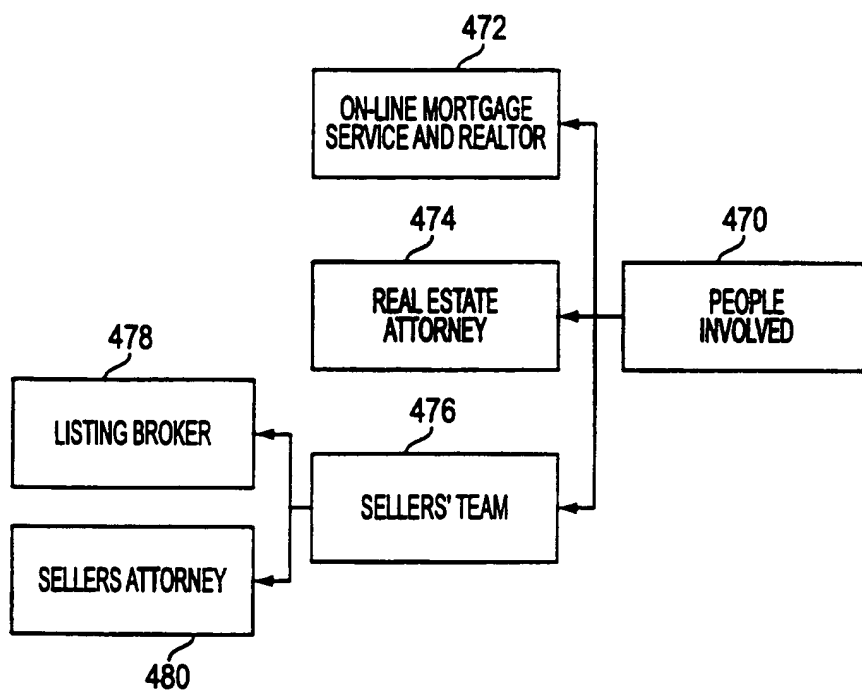 472
ON-LINE MORTGAGE
SERVICE AND REALTOR
474
REAL ESTATE
ATTORNEY
470
PEOPLE
INVOLVED
478
LISTING BROKER
476
SELLERS' TEAM
SELLERS ATTORNEY
480